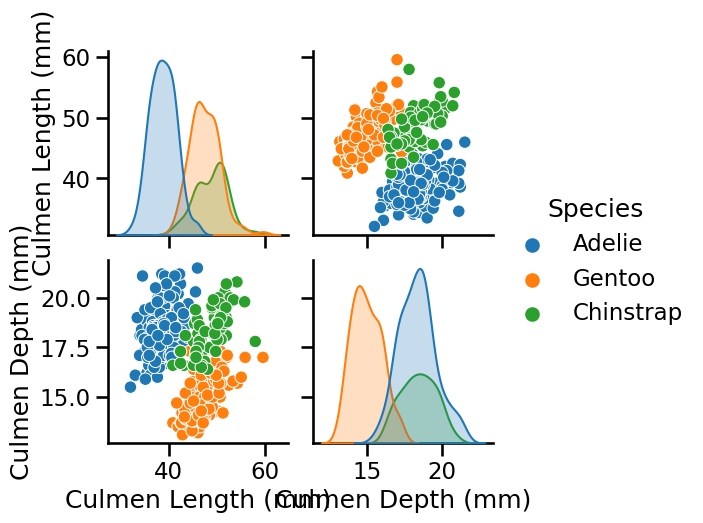 Culmen Length (mm)
60
50
40
Species
Adelie
Gentoo
Chinstrap
Culmen Depth (mm)
20.0
17.5
15.0
40
60
15
20
Culmen Length (mm)
Culmen Depth (mm)